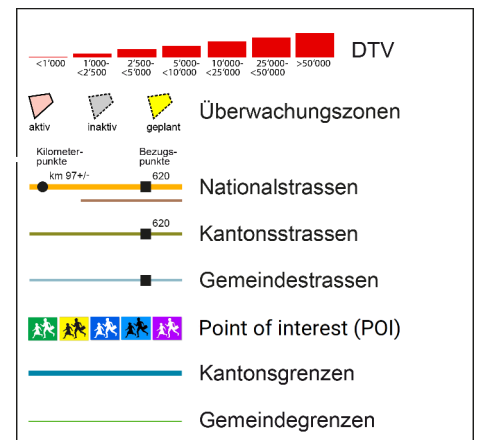 DTV
<1'000
1'000-
<2'500
2'500-
<5'000
5'000-
<10'000
10'000-
<25'000
25'000-
<50'000
>50'000
Überwachungszonen
aktiv
inaktiv
geplant
Kilometer-
punkte
Bezugs-
punkte
km 97+/-
620
Nationalstrassen
620
Kantonsstrassen
Gemeindestrassen
Point of interest (POI)
Kantonsgrenzen
Gemeindegrenzen